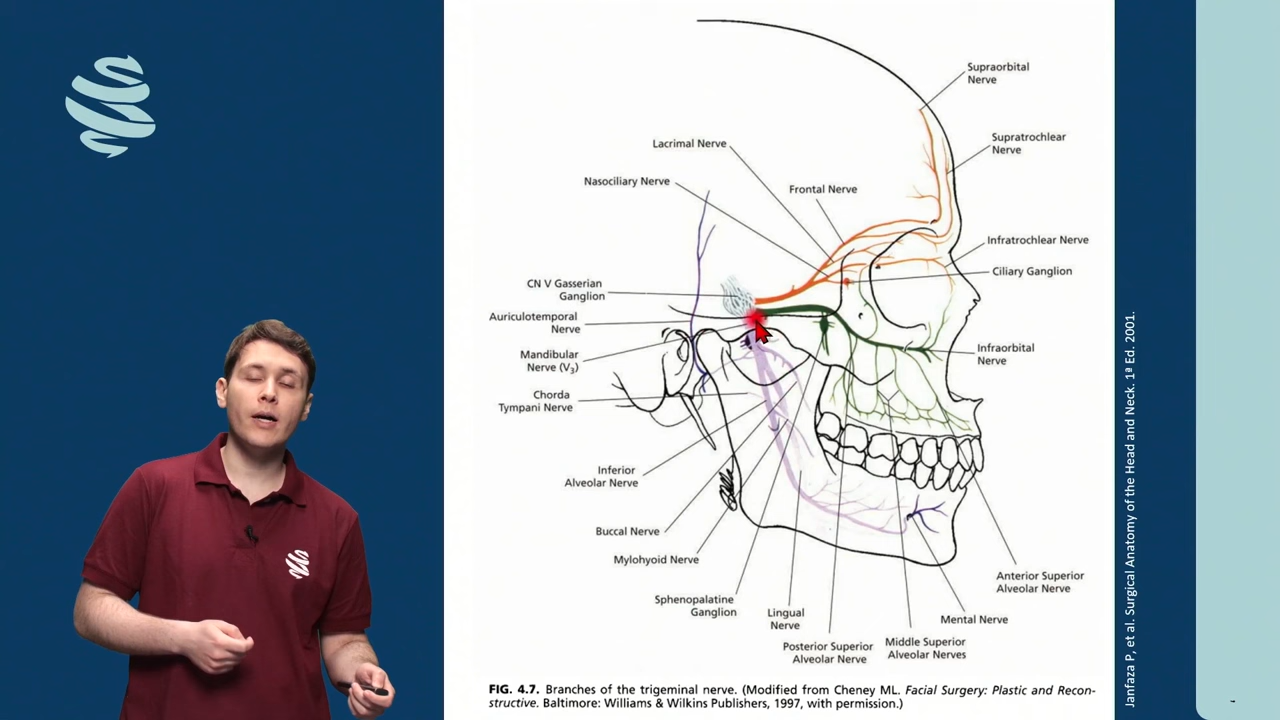 Supraorbital
Nerve
Supratrochlear
Nerve
Lacrimal Nerve
Nasociliary Nerve
Frontal Nerve
Infratrochlear Nerve
Ciliary Ganglion
CN V Gasserian
Ganglion
Auriculotemporal
Nerve
Mandibular
Nerve (V₃)
Infraorbital
Nerve
Chorda
Tympani Nerve
Inferior
Alveolar Nerve
Buccal Nerve
Mylohyoid Nerve
Sphenopalatine
Ganglion
Lingual
Nerve
Posterior Superior
Alveolar Nerve
Middle Superior
Alveolar Nerves
Mental Nerve
Anterior Superior
Alveolar Nerve
FIG. 4.7. Branches of the trigeminal nerve. (Modified from Cheney ML. Facial Surgery: Plastic and Recon-
structive. Baltimore: Williams & Wilkins Publishers, 1997, with permission.)
Janfaza P, et al. Surgical Anatomy of the Head and Neck. 1ª Ed. 2001.